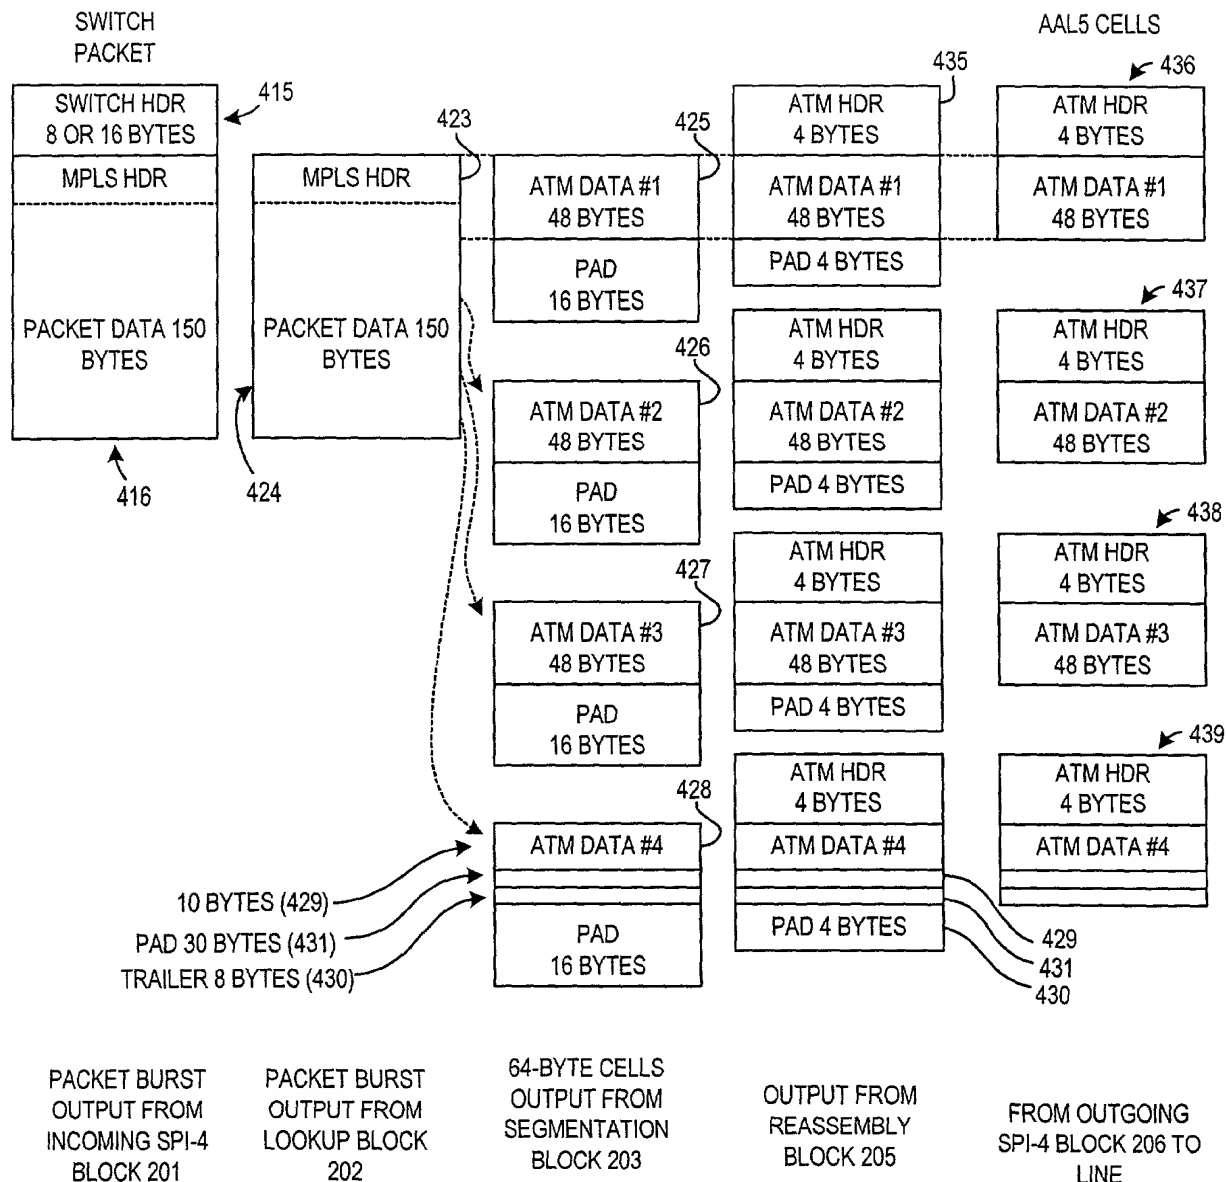 SWITCH
PACKET
SWITCH HDR
8 OR 16 BYTES
415
MPLS HDR
PACKET DATA 150
BYTES
416
423
MPLS HDR
PACKET DATA 150
BYTES
424
425
ATM DATA #1
48 BYTES
PAD
16 BYTES
426
ATM DATA #2
48 BYTES
PAD
16 BYTES
427
ATM DATA #3
48 BYTES
PAD
16 BYTES
428
ATM DATA #4
PAD
16 BYTES
10 BYTES (429)
PAD 30 BYTES (431)
TRAILER 8 BYTES (430)
435
ATM HDR
4 BYTES
ATM DATA #1
48 BYTES
PAD 4 BYTES
ATM HDR
4 BYTES
ATM DATA #2
48 BYTES
PAD 4 BYTES
ATM HDR
4 BYTES
ATM DATA #3
48 BYTES
PAD 4 BYTES
ATM HDR
4 BYTES
ATM DATA #4
PAD 4 BYTES
429
431
430
AAL5 CELLS
436
ATM HDR
4 BYTES
ATM DATA #1
48 BYTES
437
ATM HDR
4 BYTES
ATM DATA #2
48 BYTES
438
ATM HDR
4 BYTES
ATM DATA #3
48 BYTES
439
ATM HDR
4 BYTES
ATM DATA #4
PACKET BURST
OUTPUT FROM
INCOMING SPI-4
BLOCK 201
PACKET BURST
OUTPUT FROM
LOOKUP BLOCK
202
64-BYTE CELLS
OUTPUT FROM
SEGMENTATION
BLOCK 203
OUTPUT FROM
REASSEMBLY
BLOCK 205
FROM OUTGOING
SPI-4 BLOCK 206 TO
LINE